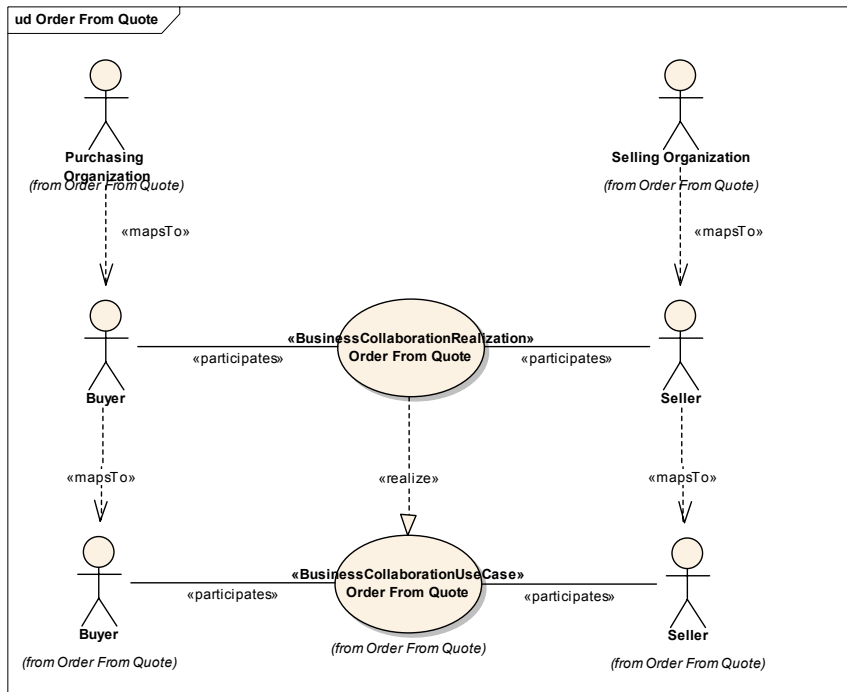 ud Order From Quote
Purchasing
Organization
(from Order From Quote)
Selling Organization
(from Order From Quote)
«mapsTo»
«mapsTo»
«BusinessCollaborationRealization»
Order From Quote
«participates»
«participates»
Buyer
Seller
«mapsTo»
«realize»
«mapsTo»
«BusinessCollaborationUseCase»
Order From Quote
«participates»
«participates»
Buyer
(from Order From Quote)
(from Order From Quote)
Seller
(from Order From Quote)